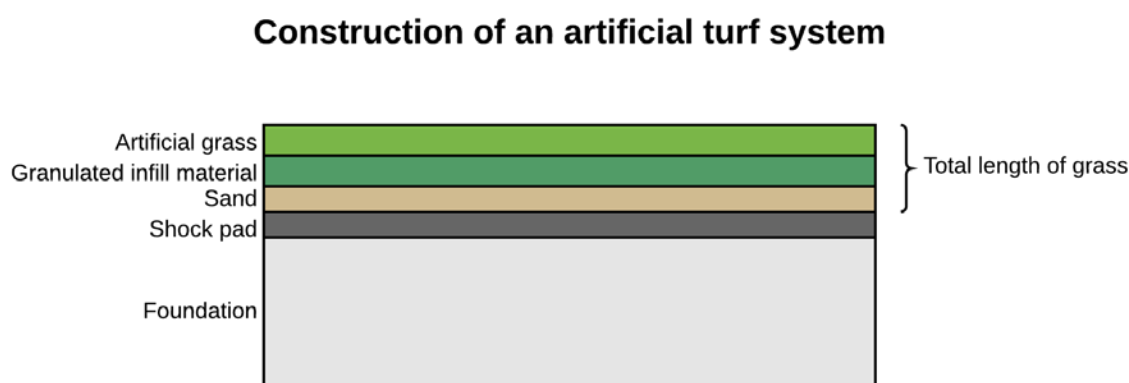 Construction of an artificial turf system
Artificial grass
Granulated infill material
Sand
Shock pad
Foundation
Total length of grass